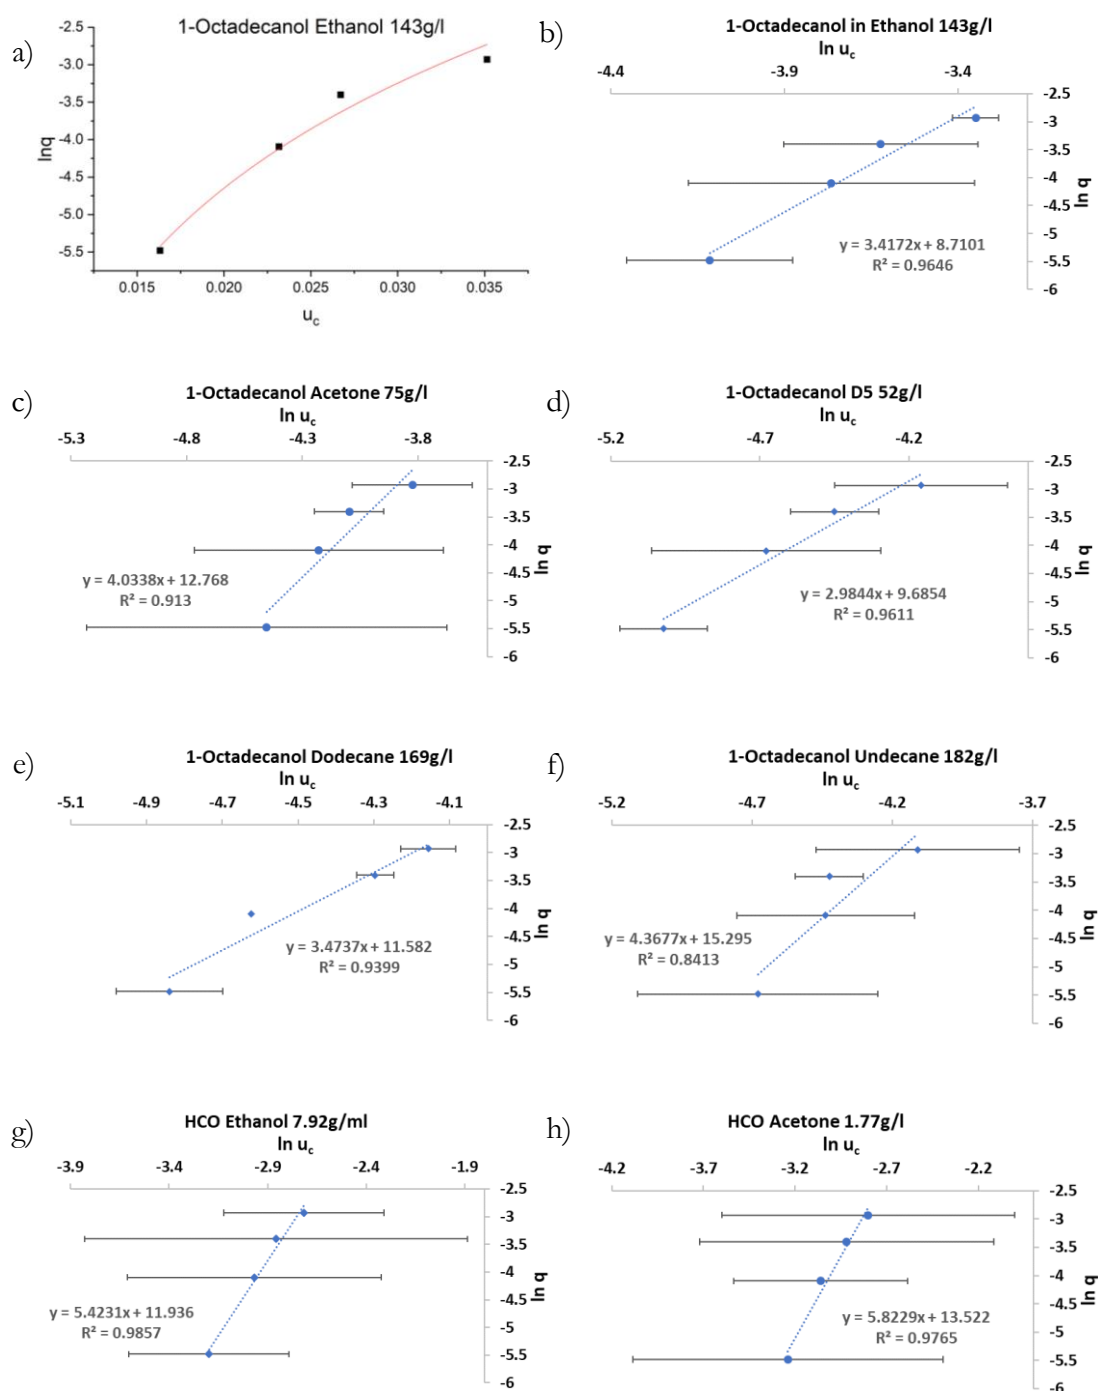 a)
1-Octadecanol Ethanol 143g/l
-2.5
-3.0
-3.5
-4.0
-4.5
-5.0
-5.5
lnq
0.015 0.020 0.025 0.030 0.035
uc
b)
1-Octadecanol in Ethanol 143g/l
ln uc
-4.4 -3.9 -3.4
-2.5
-3
-3.5
-4
-4.5
-5
-5.5
-6
ln q
y = 3.4172x + 8.7101
R² = 0.9646
c)
1-Octadecanol Acetone 75g/l
ln uc
-5.3 -4.8 -4.3 -3.8
-2.5
-3
-3.5
-4
-4.5
-5
-5.5
-6
ln q
y = 4.0338x + 12.768
R² = 0.913
d)
1-Octadecanol D5 52g/l
ln uc
-5.2 -4.7 -4.2
-2.5
-3
-3.5
-4
-4.5
-5
-5.5
-6
ln q
y = 2.9844x + 9.6854
R² = 0.9611
e)
1-Octadecanol Dodecane 169g/l
ln uc
-5.1 -4.9 -4.7 -4.5 -4.3 -4.1
-2.5
-3
-3.5
-4
-4.5
-5
-5.5
-6
ln q
y = 3.4737x + 11.582
R² = 0.9399
f)
1-Octadecanol Undecane 182g/l
ln uc
-5.2 -4.7 -4.2 -3.7
-2.5
-3
-3.5
-4
-4.5
-5
-5.5
-6
ln q
y = 4.3677x + 15.295
R² = 0.8413
g)
HCO Ethanol 7.92g/ml
ln uc
-3.9 -3.4 -2.9 -2.4 -1.9
-2.5
-3
-3.5
-4
-4.5
-5
-5.5
-6
ln q
y = 5.4231x + 11.936
R² = 0.9857
h)
HCO Acetone 1.77g/l
ln uc
-4.2 -3.7 -3.2 -2.7 -2.2
-2.5
-3
-3.5
-4
-4.5
-5
-5.5
-6
ln q
y = 5.8229x + 13.522
R² = 0.9765